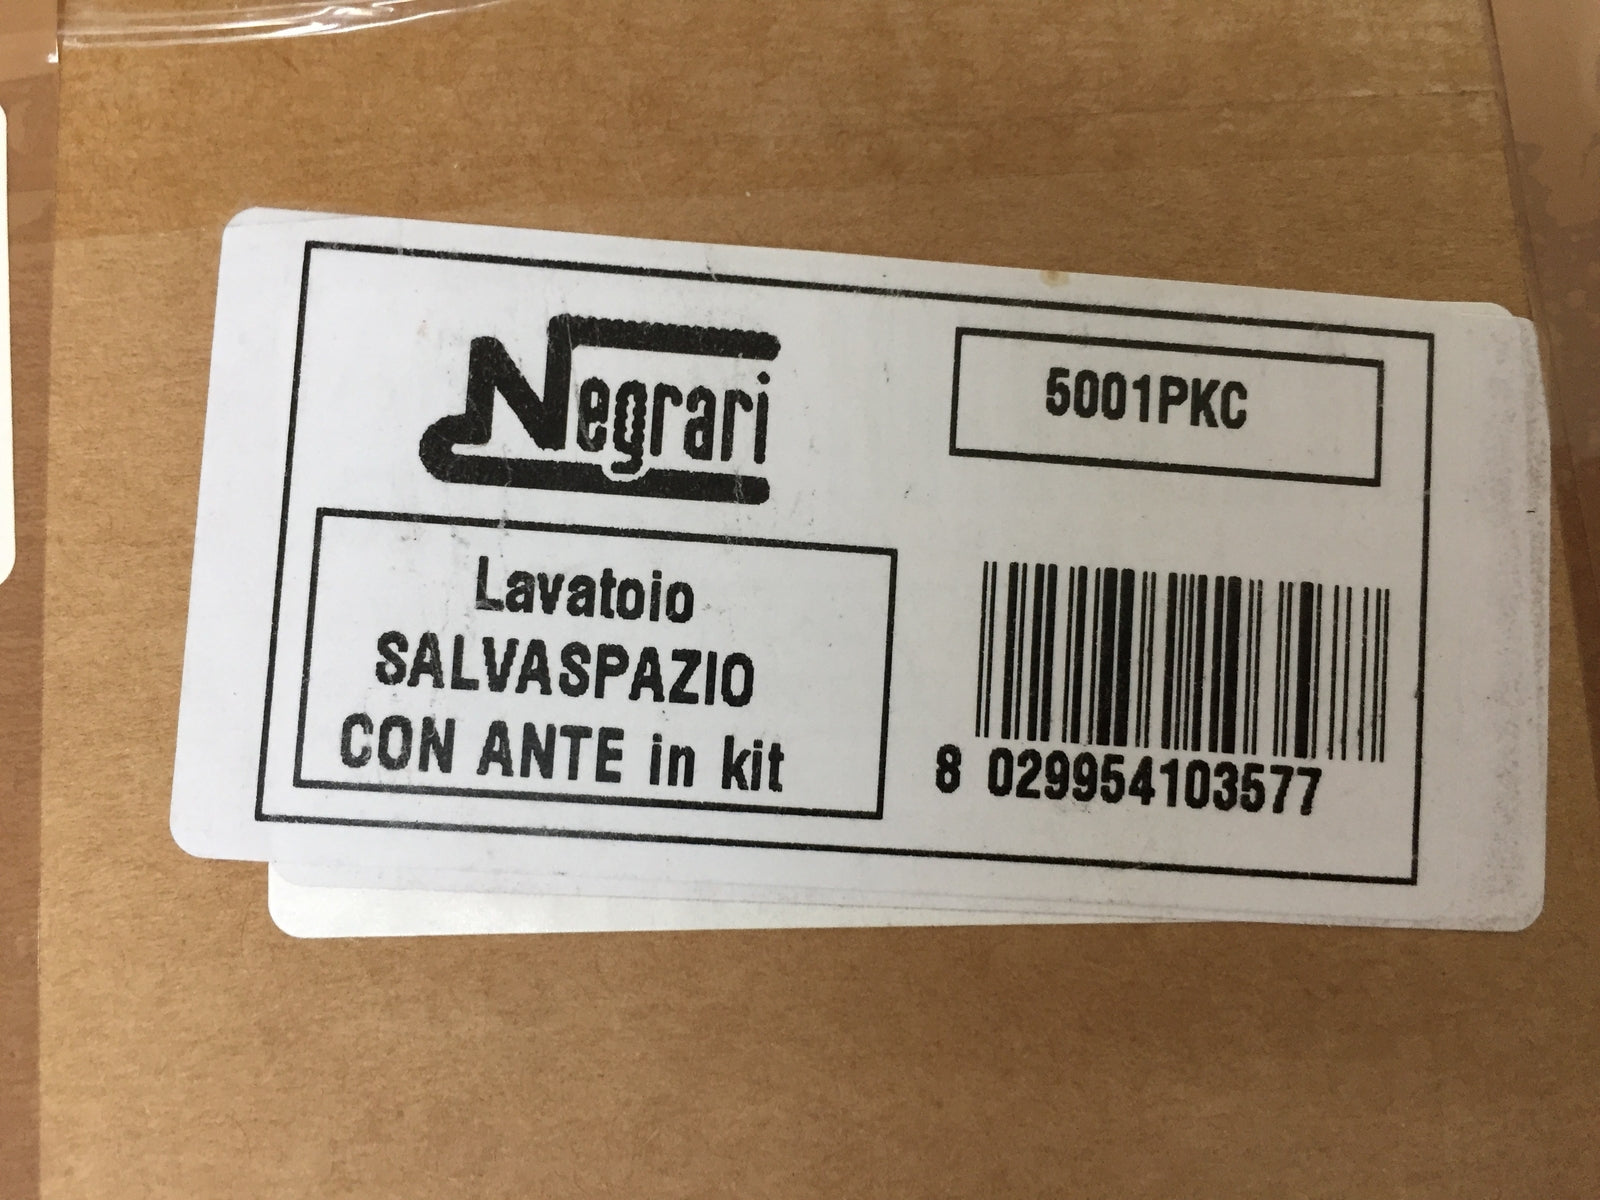 Negrari
5001PKC
Lavatoio
SALVASPAZIO
CON ANTE in kit
8 029954103577